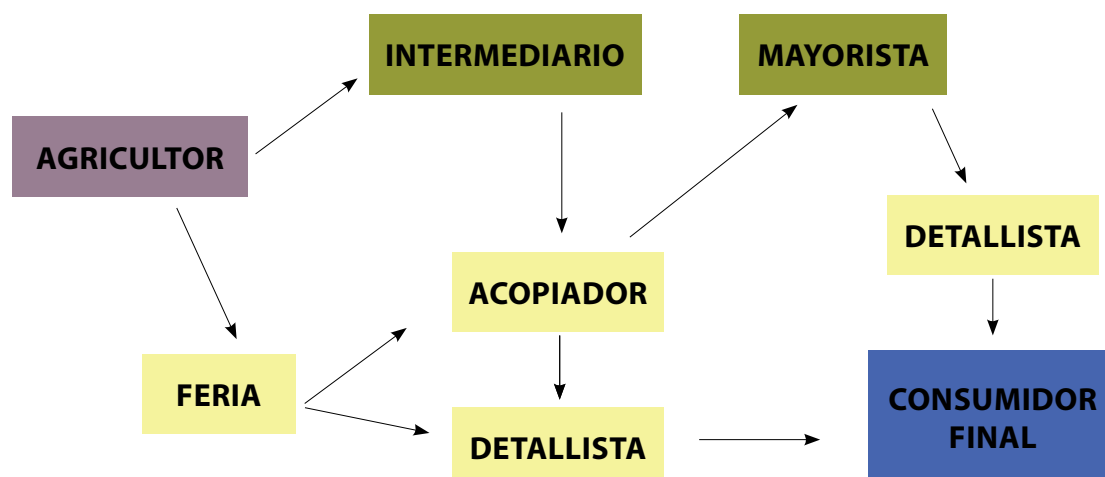 INTERMEDIARIO
MAYORISTA
AGRICULTOR
DETALLISTA
ACOPIADOR
FERIA
DETALLISTA
CONSUMIDOR
FINAL